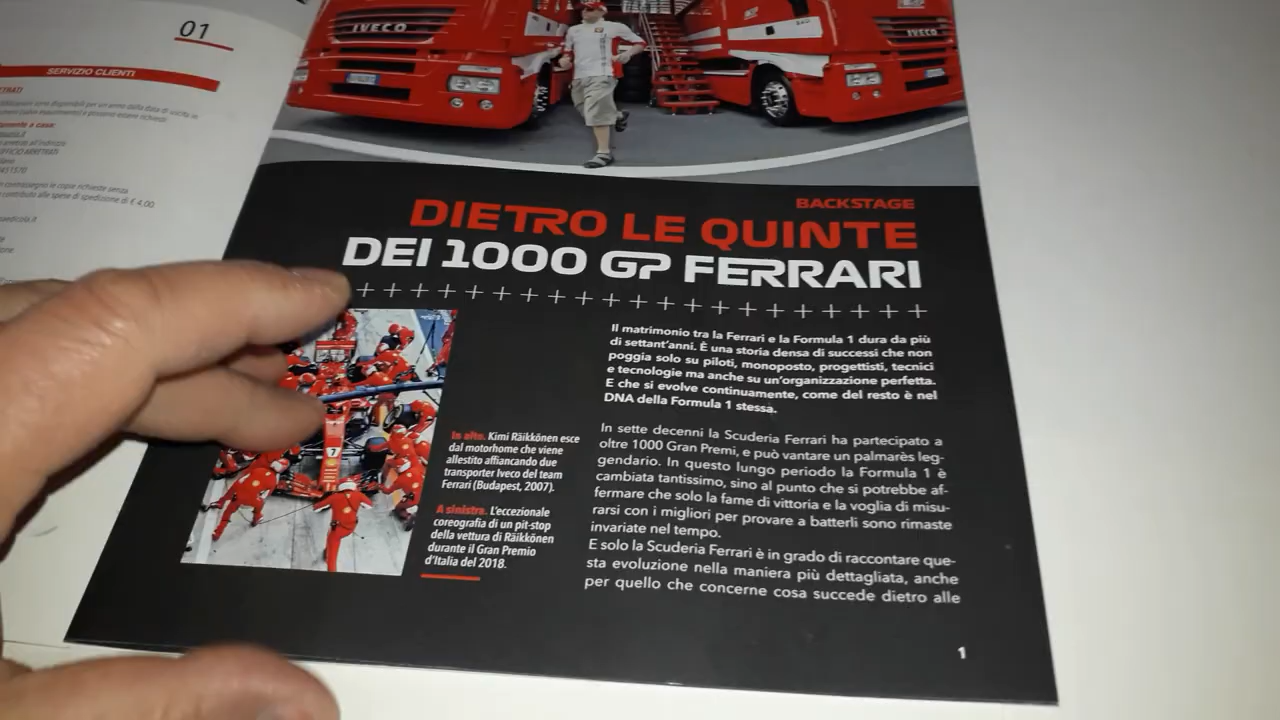 01
SERVIZIO CLIENTI
€ 4,00
IVECO
IVECO
BACKSTAGE
DIETRO LE QUINTE
DEI 1000 GP FERRARI
Il matrimonio tra la Ferrari e la Formula 1 dura da più
di settant'anni. È una storia densa di successi che non
poggia solo su piloti, monoposto, progettisti, tecnici
e tecnologie ma anche su un'organizzazione perfetta.
E che si evolve continuamente, come del resto è nel
DNA della Formula 1 stessa.
In sette decenni la Scuderia Ferrari ha partecipato a
oltre 1000 Gran Premi, e può vantare un palmarès leg-
gendario. In questo lungo periodo la Formula 1 è
cambiata tantissimo, sino al punto che si potrebbe af-
fermare che solo la fame di vittoria e la voglia di misu-
rarsi con i migliori per provare a batterli sono rimaste
invariate nel tempo.
E solo la Scuderia Ferrari è in grado di raccontare que-
sta evoluzione nella maniera più dettagliata, anche
per quello che concerne cosa succede dietro alle
7
In alto. Kimi Räikkönen esce
dal motorhome che viene
allestito affiancando due
transporter Iveco del team
Ferrari (Budapest, 2007).
A sinistra. L'eccezionale
coreografia di un pit-stop
della vettura di Räikkönen
durante il Gran Premio
d'Italia del 2018.
1